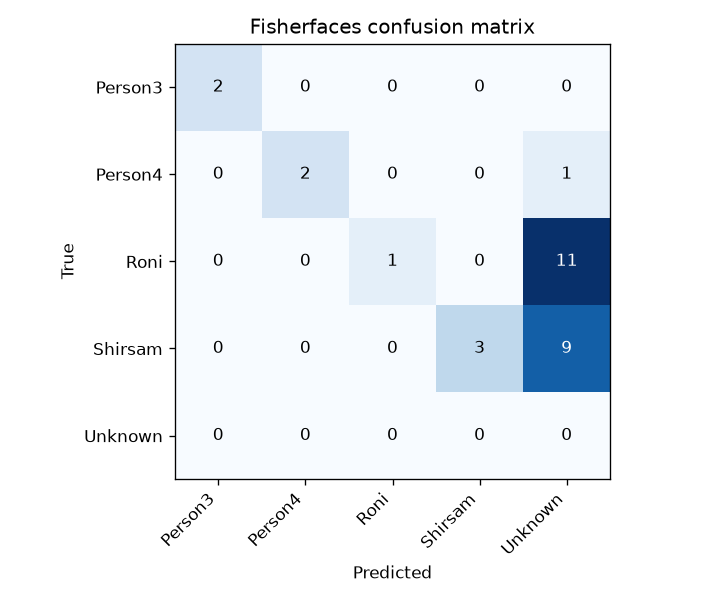 Fisherfaces confusion matrix
Person3 2 0 0 0 0
Person4 0 2 0 0 1
Roni 0 0 1 0 11
Shirsam 0 0 0 3 9
Unknown 0 0 0 0 0
True
Person3 Person4 Roni Shirsam Unknown
Predicted